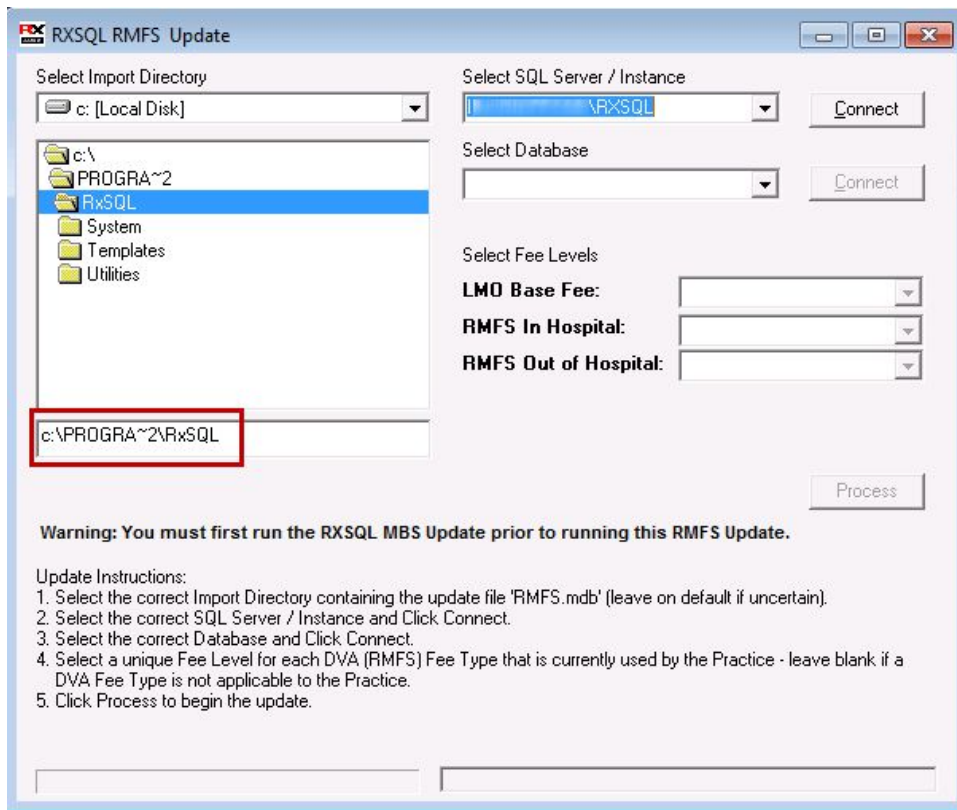 RXSQL RMFS Update
Select Import Directory
c: [Local Disk]
c:\
PROGRA~2
RxSQL
System
Templates
Utilities
c:\PROGRA~2\RxSQL
Select SQL Server / Instance
\RXSQL
Connect
Select Database
Connect
Select Fee Levels
LMO Base Fee:
RMFS In Hospital:
RMFS Out of Hospital:
Process
Warning: You must first run the RXSQL MBS Update prior to running this RMFS Update.
Update Instructions:
1. Select the correct Import Directory containing the update file 'RMFS.mdb' (leave on default if uncertain).
2. Select the correct SQL Server / Instance and Click Connect.
3. Select the correct Database and Click Connect.
4. Select a unique Fee Level for each DVA (RMFS) Fee Type that is currently used by the Practice - leave blank if a
DVA Fee Type is not applicable to the Practice.
5. Click Process to begin the update.